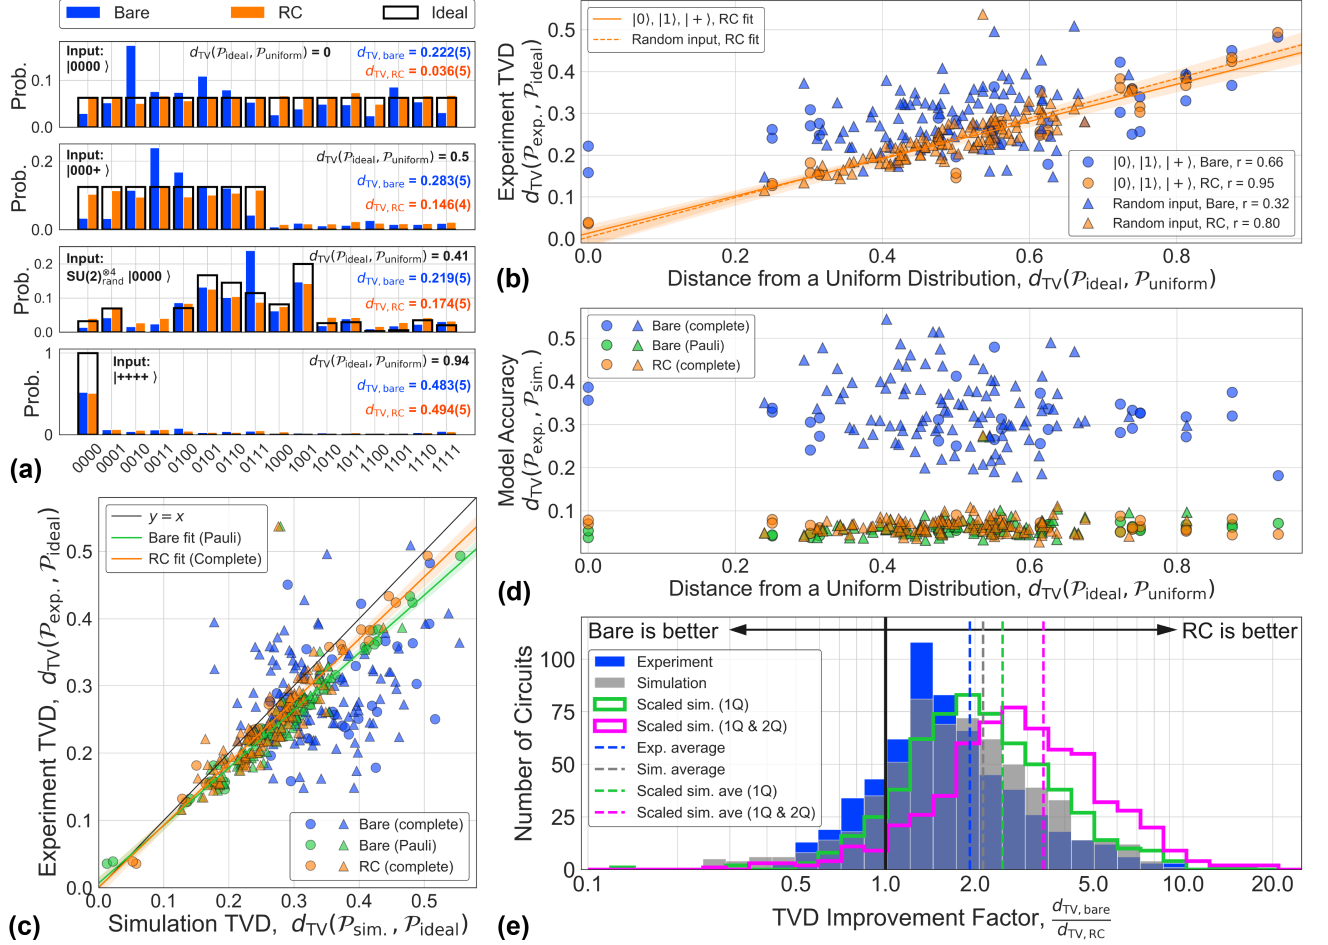 Bare RC Ideal
Input:
|0000 ⟩
d_TV(P_ideal, P_uniform) = 0
d_TV, bare = 0.222(5)
d_TV, RC = 0.036(5)
Prob.
0.1
0.0
Input:
|000+ ⟩
d_TV(P_ideal, P_uniform) = 0.5
d_TV, bare = 0.283(5)
d_TV, RC = 0.146(4)
Prob.
0.2
0.0
Input:
SU(2)^⊗4_rand |0000 ⟩
d_TV(P_ideal, P_uniform) = 0.41
d_TV, bare = 0.219(5)
d_TV, RC = 0.174(5)
Prob.
0.2
0.1
0.0
Input:
|++++ ⟩
d_TV(P_ideal, P_uniform) = 0.94
d_TV, bare = 0.483(5)
d_TV, RC = 0.494(5)
Prob.
1
0
0000 0001 0010 0011 0100 0101 0110 0111 1000 1001 1010 1011 1100 1101 1110 1111
(a)
|0⟩, |1⟩, | + ⟩, RC fit
Random input, RC fit
Experiment TVD
d_TV(P_exp., P_ideal)
0.5
0.4
0.3
0.2
0.1
0.0
|0⟩, |1⟩, | + ⟩, Bare, r = 0.66
|0⟩, |1⟩, | + ⟩, RC, r = 0.95
Random input, Bare, r = 0.32
Random input, RC, r = 0.80
0.0 0.2 0.4 0.6 0.8
(b)
Distance from a Uniform Distribution, d_TV(P_ideal, P_uniform)
Bare (complete)
Bare (Pauli)
RC (complete)
Model Accuracy
d_TV(P_exp., P_sim.)
0.5
0.4
0.3
0.2
0.1
0.0 0.2 0.4 0.6 0.8
(d)
Distance from a Uniform Distribution, d_TV(P_ideal, P_uniform)
y = x
Bare fit (Pauli)
RC fit (Complete)
Experiment TVD, d_TV(P_exp., P_ideal)
0.5
0.4
0.3
0.2
0.1
0.0
Bare (complete)
Bare (Pauli)
RC (complete)
0.0 0.1 0.2 0.3 0.4 0.5
(c)
Simulation TVD, d_TV(P_sim., P_ideal)
Bare is better
RC is better
Experiment
Simulation
Scaled sim. (1Q)
Scaled sim. (1Q & 2Q)
Exp. average
Sim. average
Scaled sim. ave (1Q)
Scaled sim. ave (1Q & 2Q)
Number of Circuits
100
75
50
25
0
0.1 0.5 1.0 2.0 5.0 10.0 20.0
TVD Improvement Factor, d_TV, bare / d_TV, RC
(e)